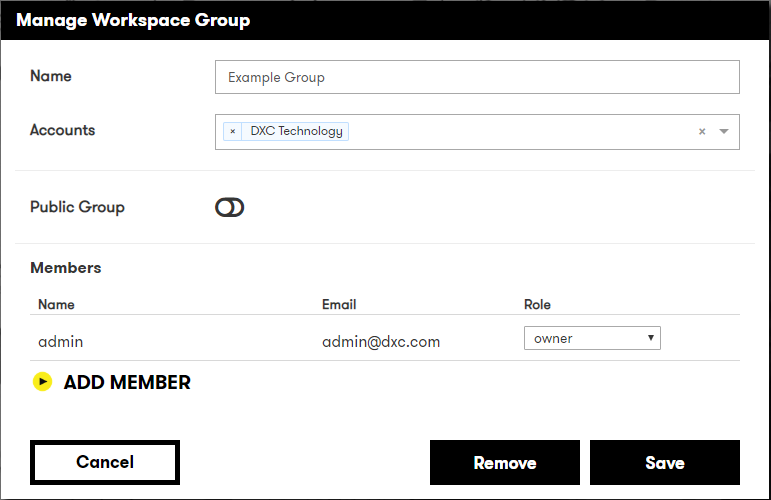 Manage Workspace Group
Name Example Group
Accounts × DXC Technology ×
Public Group
Members
Name Email Role
admin admin@dxc.com owner
ADD MEMBER
Cancel Remove Save